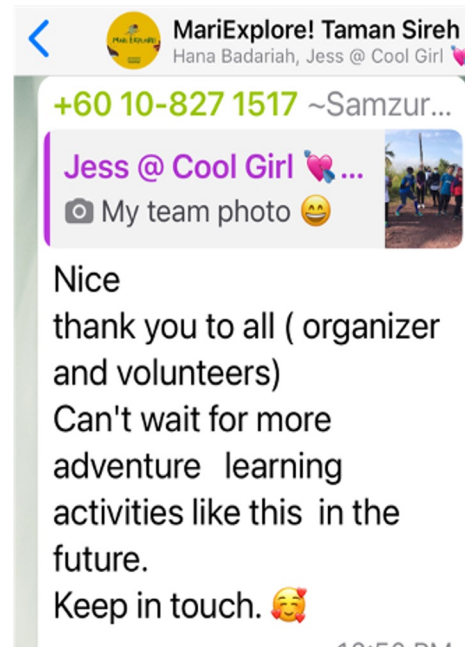 MariExplore! Taman Sireh
Hana Badariah, Jess @ Cool Girl 💘
+60 10-827 1517 ~Samzur...
Jess @ Cool Girl 💘...
My team photo 😄
Nice
thank you to all ( organizer
and volunteers)
Can't wait for more
adventure   learning
activities like this  in the
future.
Keep in touch. 🥰